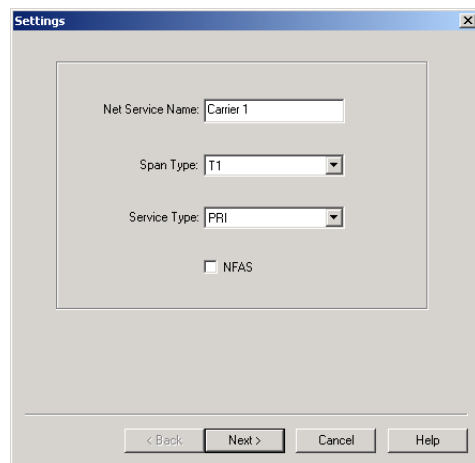 Settings
Net Service Name: Carrier 1
Span Type: T1
Service Type: PRI
NFAS
< Back Next > Cancel Help